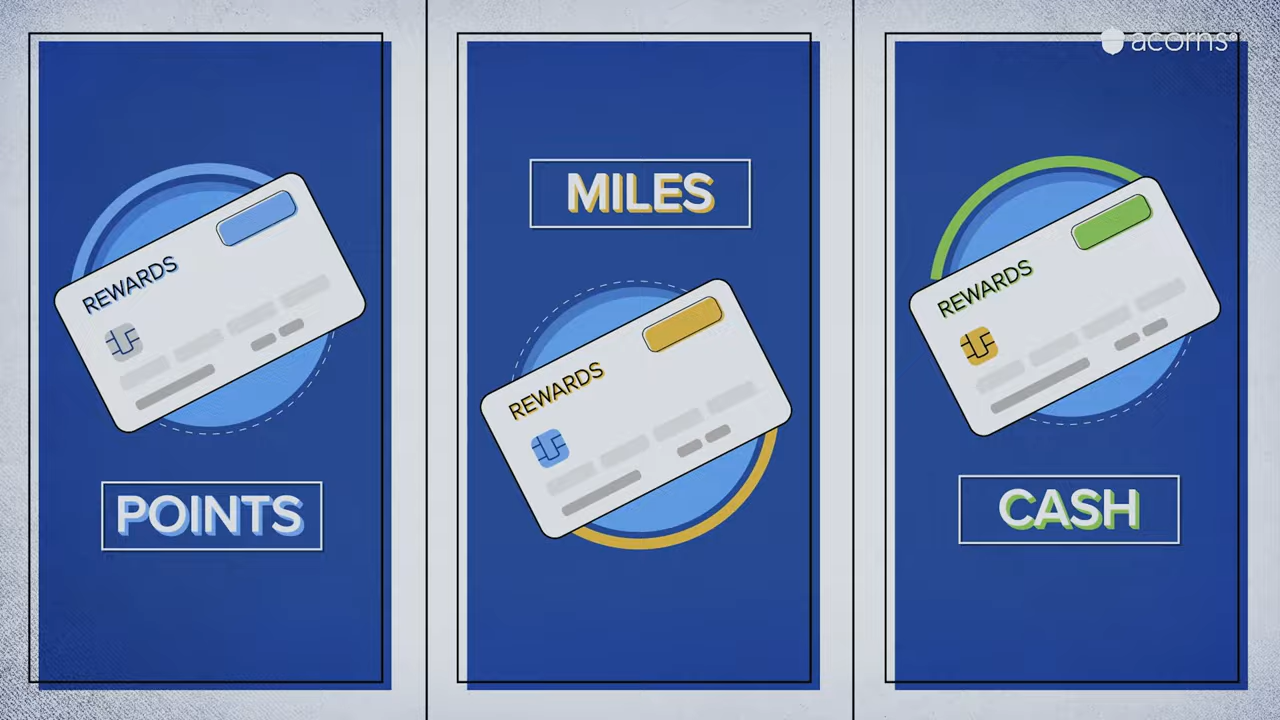 acorns®
REWARDS
POINTS
MILES
REWARDS
REWARDS
CASH